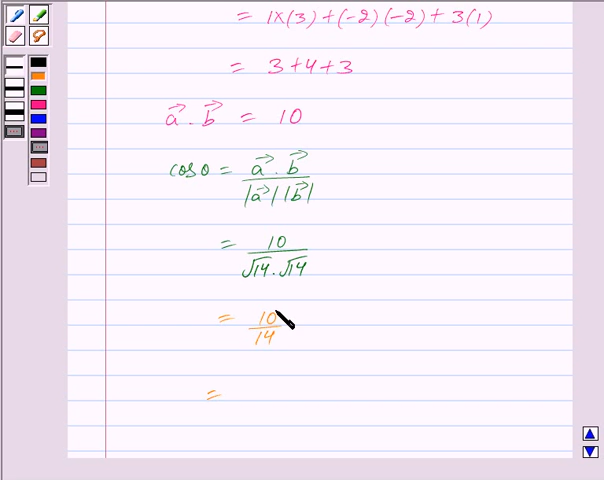 = 1×(3) + (-2)(-2) + 3(1)
= 3+4+3
a⃗ . b⃗ = 10
cosθ = a⃗ . b⃗ / |a⃗| |b⃗|
= 10 / √14 . √14
= 10 / 14
=